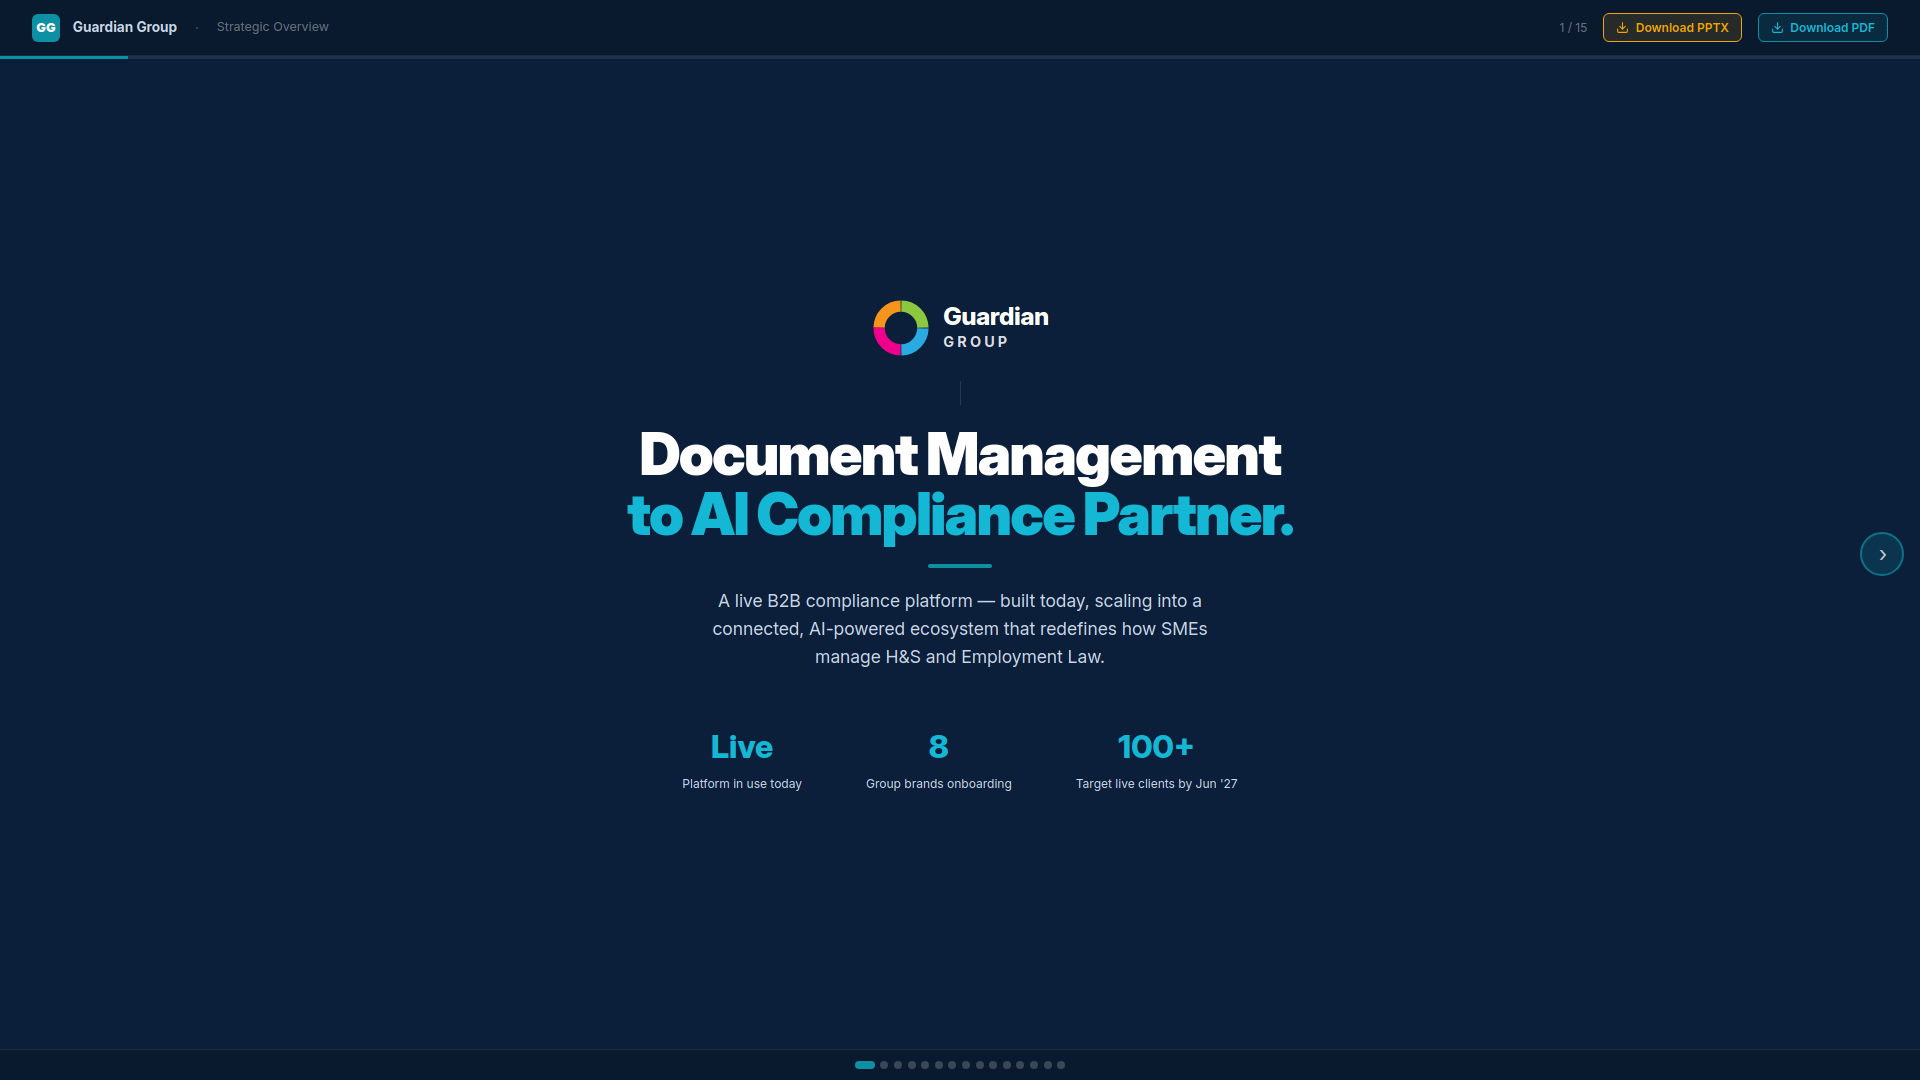 GG
Guardian Group · Strategic Overview
1 / 15
Download PPTX
Download PDF
Guardian
GROUP
Document Management
to AI Compliance Partner.
A live B2B compliance platform — built today, scaling into a
connected, AI-powered ecosystem that redefines how SMEs
manage H&S and Employment Law.
Live
Platform in use today
8
Group brands onboarding
100+
Target live clients by Jun '27